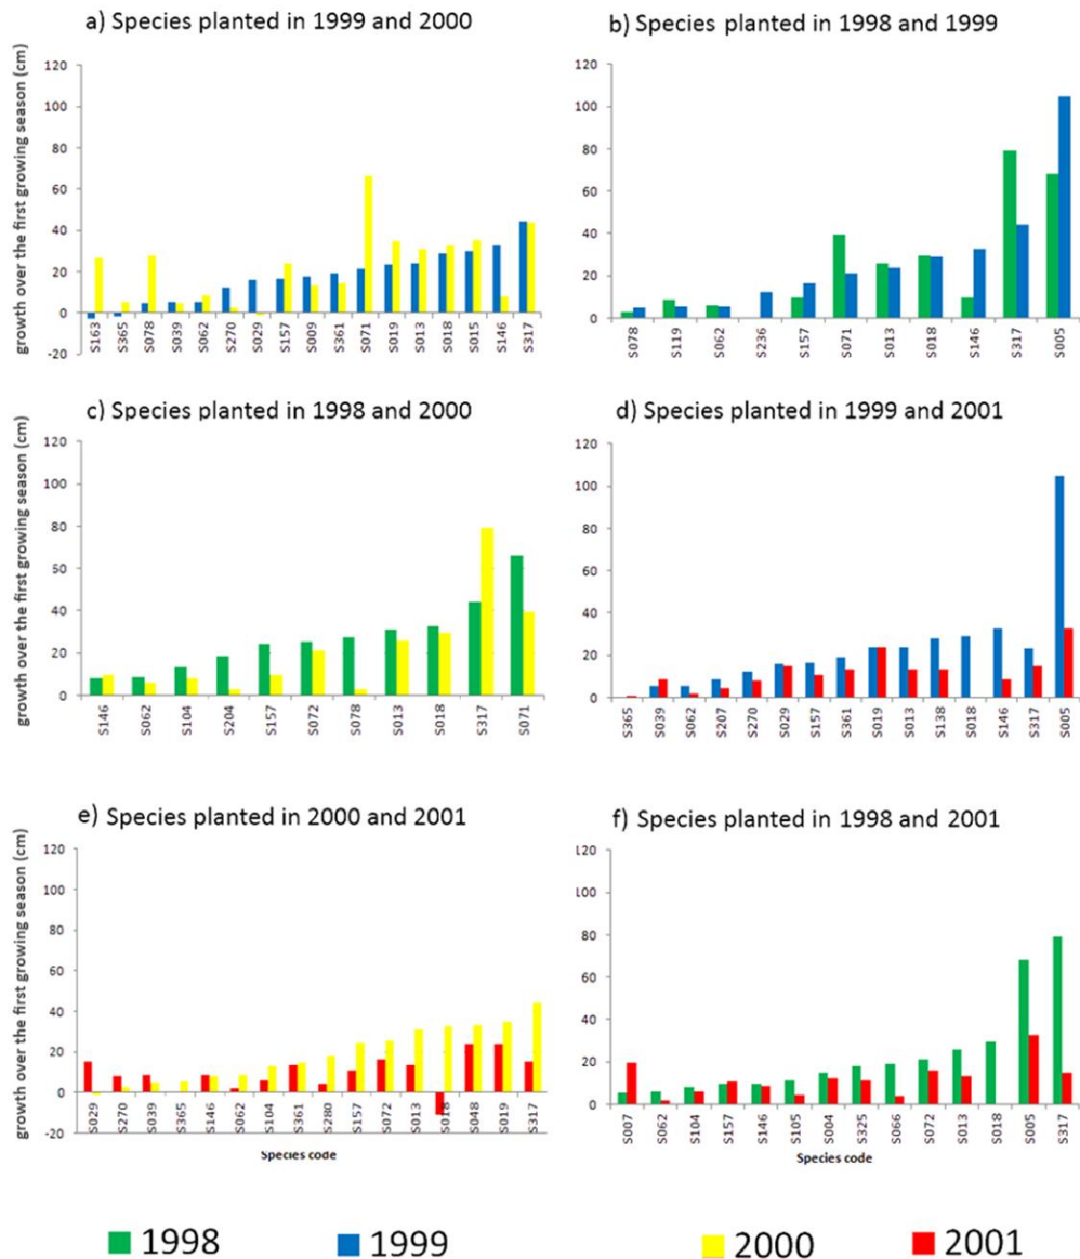 a) Species planted in 1999 and 2000
growth over the first growing season (cm)
120
100
80
60
40
20
0
-20
S163 S365 S078 S039 S062 S270 S029 S157 S009 S361 S071 S019 S013 S018 S015 S146 S317
b) Species planted in 1998 and 1999
120
100
80
60
40
20
0
S078 S119 S062 S236 S157 S071 S013 S018 S146 S317 S005
c) Species planted in 1998 and 2000
growth over the first growing season (cm)
120
100
80
60
40
20
0
S146 S062 S104 S204 S157 S072 S078 S013 S018 S317 S071
d) Species planted in 1999 and 2001
120
100
80
60
40
20
0
S365 S039 S062 S207 S270 S029 S157 S361 S019 S013 S138 S018 S146 S317 S005
e) Species planted in 2000 and 2001
growth over the first growing season (cm)
120
100
80
60
40
20
0
-20
S029 S270 S039 S365 S146 S062 S104 S361 S280 S157 S072 S013 S018 S048 S019 S317
Species code
f) Species planted in 1998 and 2001
120
100
80
60
40
20
0
S007 S062 S104 S157 S146 S105 S004 S325 S066 S072 S013 S018 S005 S317
Species code
1998 1999 2000 2001